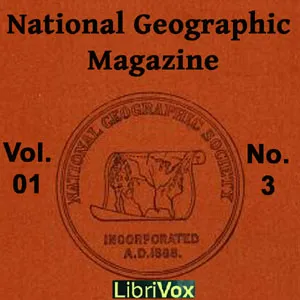 National Geographic
Magazine
Vol.
01
No.
3
NATIONAL GEOGRAPHIC SOCIETY
INCORPORATED
A.D.1888.
LibriVox